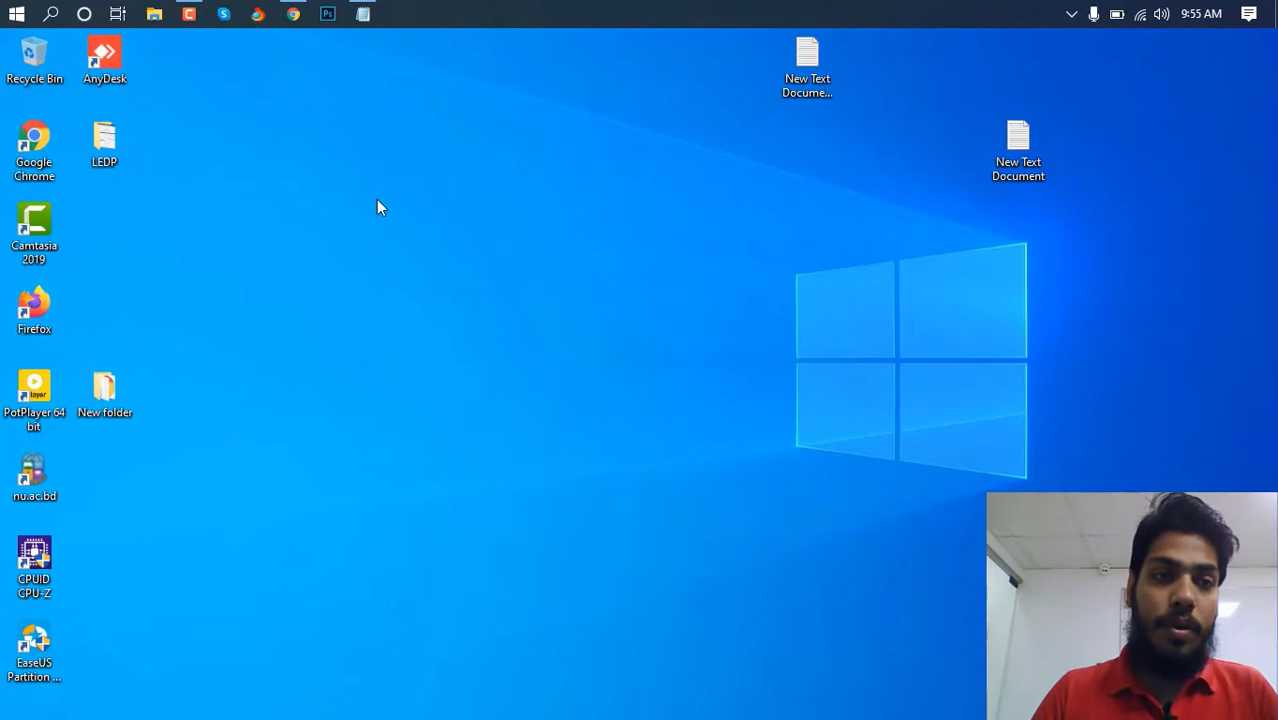 9:55 AM
Recycle Bin
AnyDesk
New Text
Docume...
Google
Chrome
LEDP
New Text
Document
Camtasia
2019
Firefox
PotPlayer 64
bit
New folder
nu.ac.bd
CPUID
CPU-Z
EaseUS
Partition ...
Ps